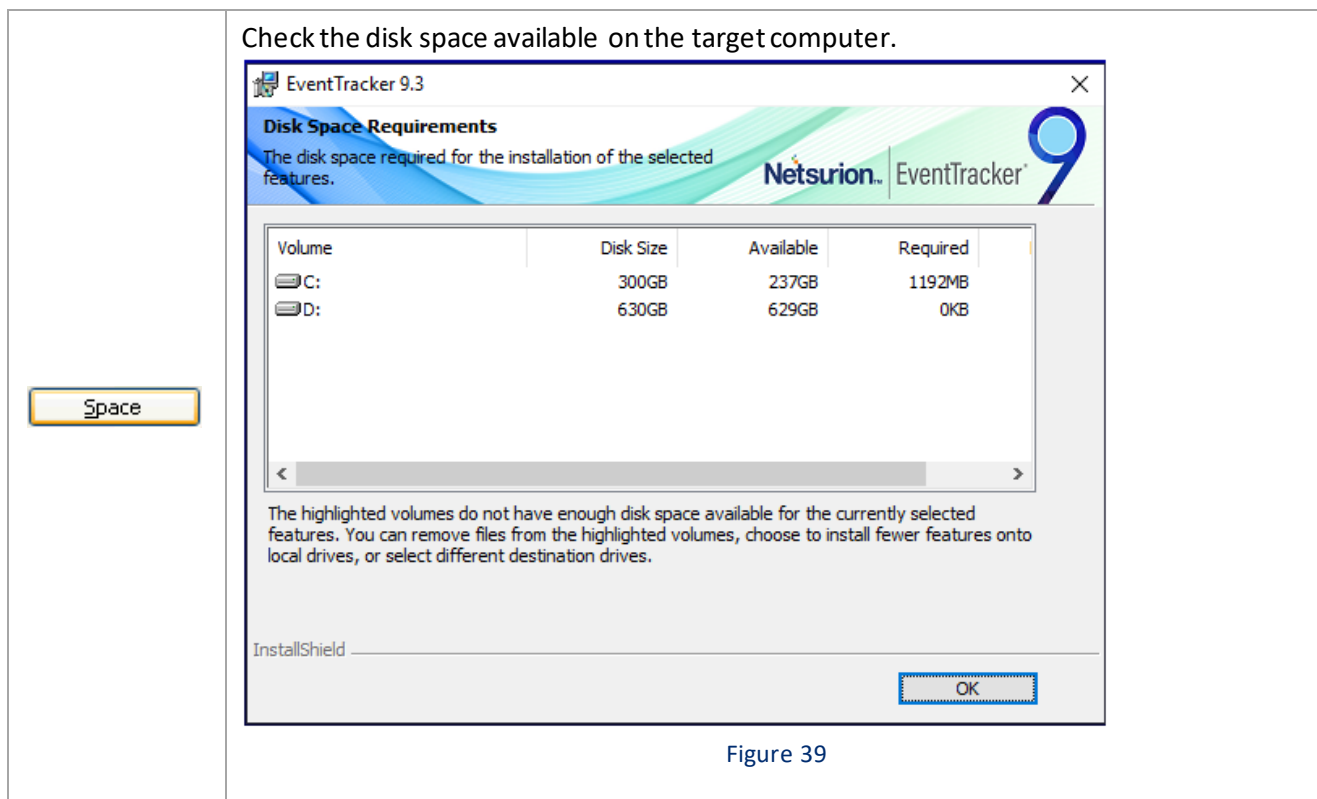 Check the disk space available on the target computer.
EventTracker 9.3
Disk Space Requirements
The disk space required for the installation of the selected
features.
Netsurion. EventTracker 9
Volume Disk Size Available Required
C: 300GB 237GB 1192MB
D: 630GB 629GB 0KB
Space
The highlighted volumes do not have enough disk space available for the currently selected
features. You can remove files from the highlighted volumes, choose to install fewer features onto
local drives, or select different destination drives.
InstallShield
OK
Figure 39